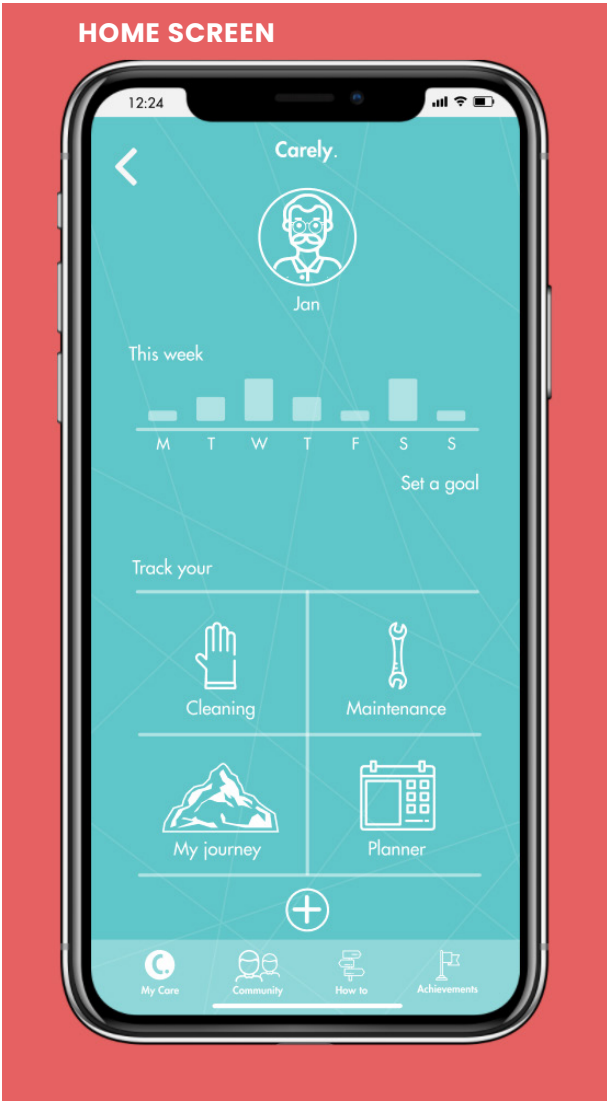 HOME SCREEN
12:24
Carely.
Jan
This week
M T W T F S S
Set a goal
Track your
Cleaning Maintenance
My journey Planner
C.
My Care Community How to Achievements